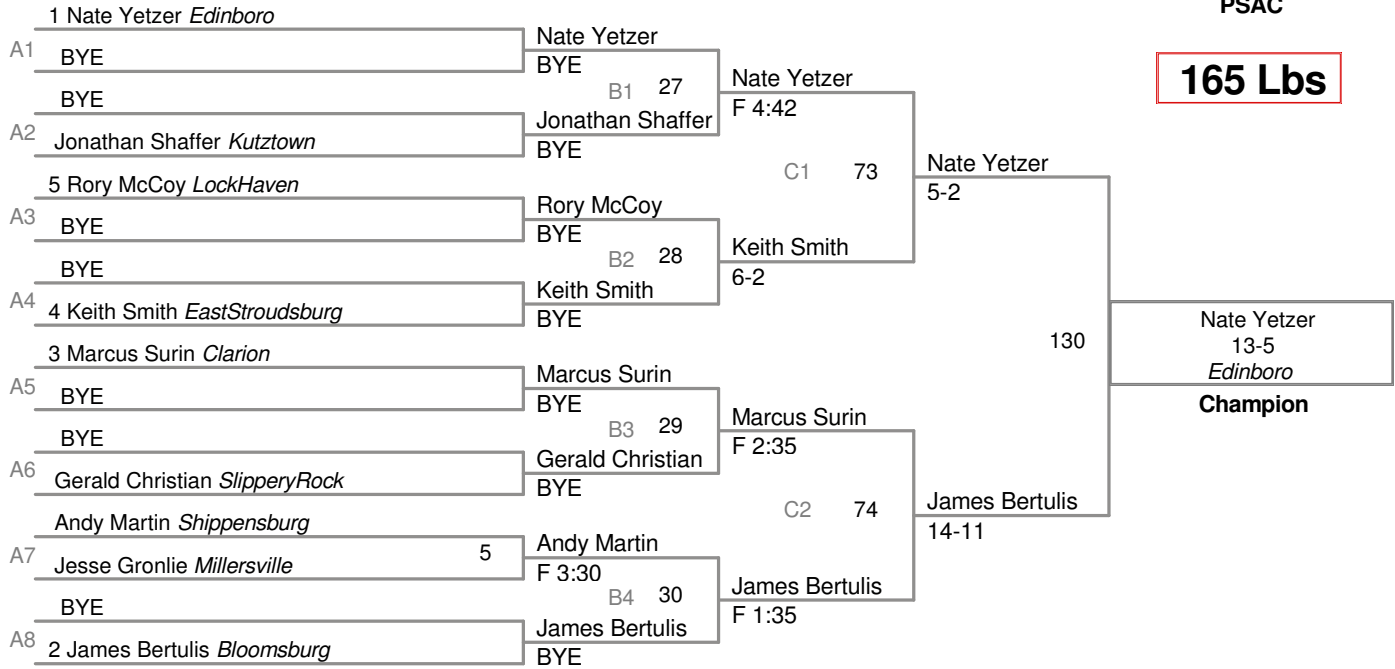 PSAC
165 Lbs
1 Nate Yetzer Edinboro
A1
BYE
BYE
A2
Jonathan Shaffer Kutztown
5 Rory McCoy LockHaven
A3
BYE
BYE
A4
4 Keith Smith EastStroudsburg
3 Marcus Surin Clarion
A5
BYE
BYE
A6
Gerald Christian SlipperyRock
Andy Martin Shippensburg
A7
5
Jesse Gronlie Millersville
BYE
A8
2 James Bertulis Bloomsburg
Nate Yetzer
BYE
B1 27
Jonathan Shaffer
BYE
Rory McCoy
BYE
B2 28
Keith Smith
BYE
Marcus Surin
BYE
B3 29
Gerald Christian
BYE
Andy Martin
F 3:30
B4 30
James Bertulis
BYE
Nate Yetzer
F 4:42
C1 73
Keith Smith
6-2
Marcus Surin
F 2:35
C2 74
James Bertulis
F 1:35
Nate Yetzer
5-2
130
James Bertulis
14-11
Nate Yetzer
13-5
Edinboro
Champion